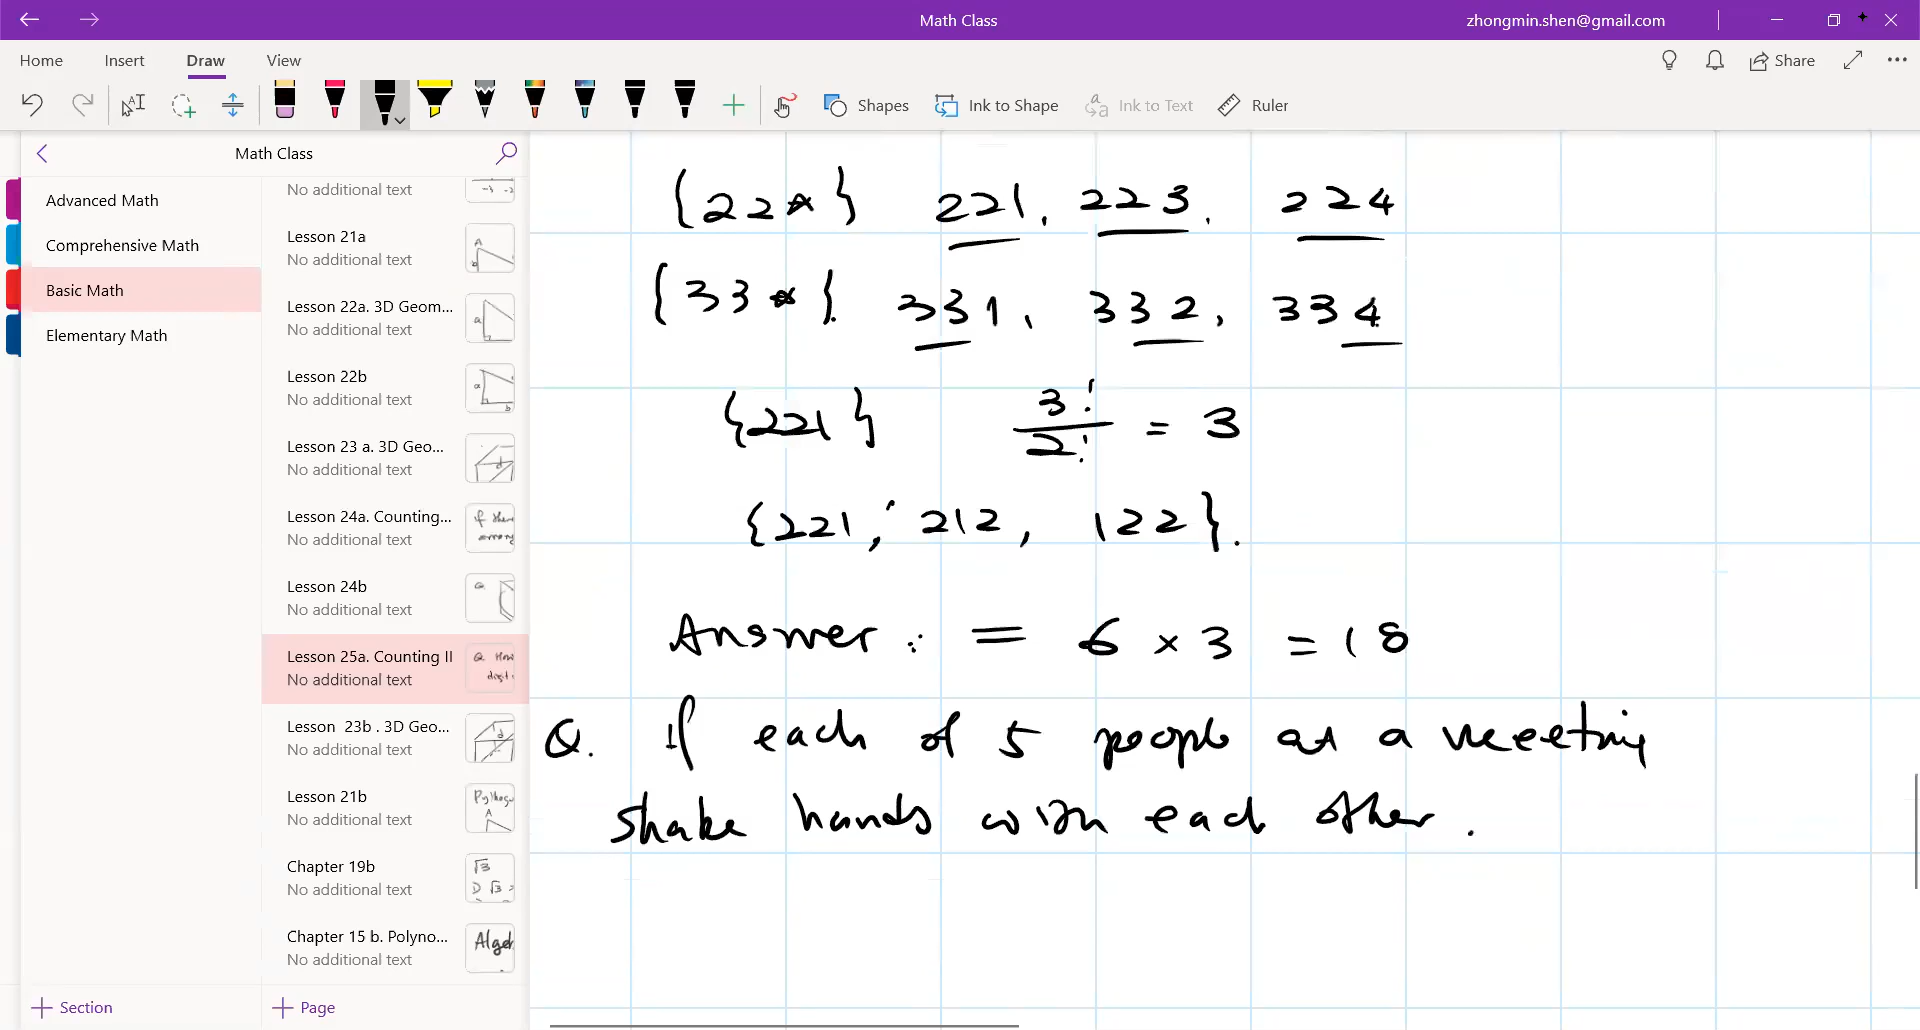 Math Class
zhongmin.shen@gmail.com
Home Insert Draw View
Share
Shapes
Ink to Shape
Ink to Text
Ruler
Math Class
Advanced Math
Comprehensive Math
Basic Math
Elementary Math
No additional text
Lesson 21a
No additional text
Lesson 22a. 3D Geom...
No additional text
Lesson 22b
No additional text
Lesson 23 a. 3D Geo...
No additional text
Lesson 24a. Counting...
No additional text
Lesson 24b
No additional text
Lesson 25a. Counting II
No additional text
Lesson 23b . 3D Geo...
No additional text
Lesson 21b
No additional text
Chapter 19b
No additional text
Chapter 15 b. Polyno...
No additional text
Section
Page
{22*} 221, 223, 224
{33*}. 331, 332, 334
{221} 3!/2! = 3
{221, 212, 122}.
Answer: = 6 × 3 = 18
Q. If each of 5 people at a meeting
shake hands with each other.